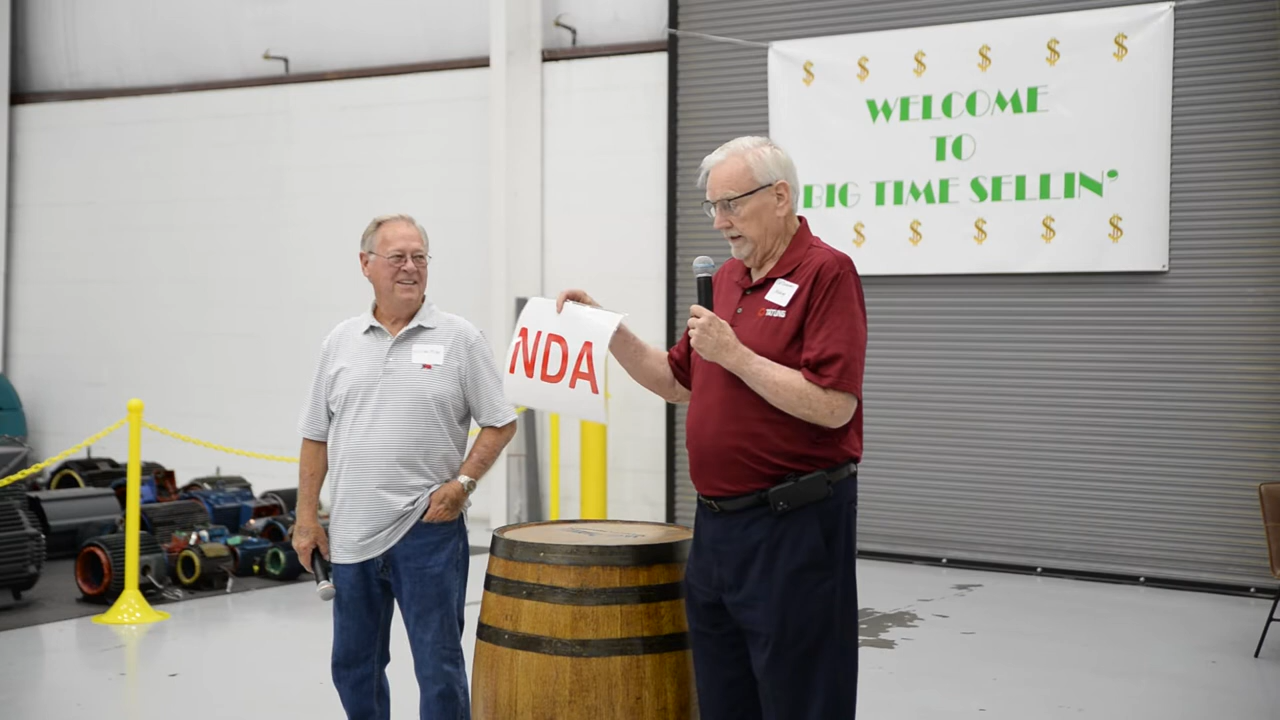 $ $ $ $ $ $
WELCOME
TO
BIG TIME SELLIN'
$ $ $ $ $
NDA